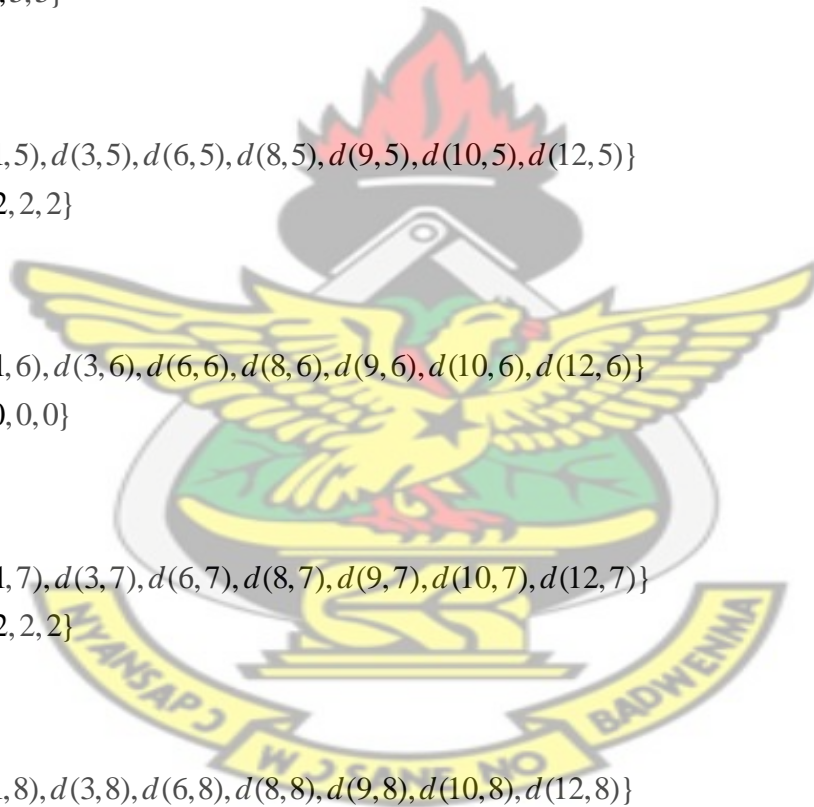 ,5),d(3,5),d(6,5),d(8,5),d(9,5),d(10,5),d(12,5)}
2,2,2}
,6),d(3,6),d(6,6),d(8,6),d(9,6),d(10,6),d(12,6)}
0,0,0}
,7),d(3,7),d(6,7),d(8,7),d(9,7),d(10,7),d(12,7)}
2,2,2}
NYANSAPƆ WƆSANE NO BADWENMA
,8),d(3,8),d(6,8),d(8,8),d(9,8),d(10,8),d(12,8)}